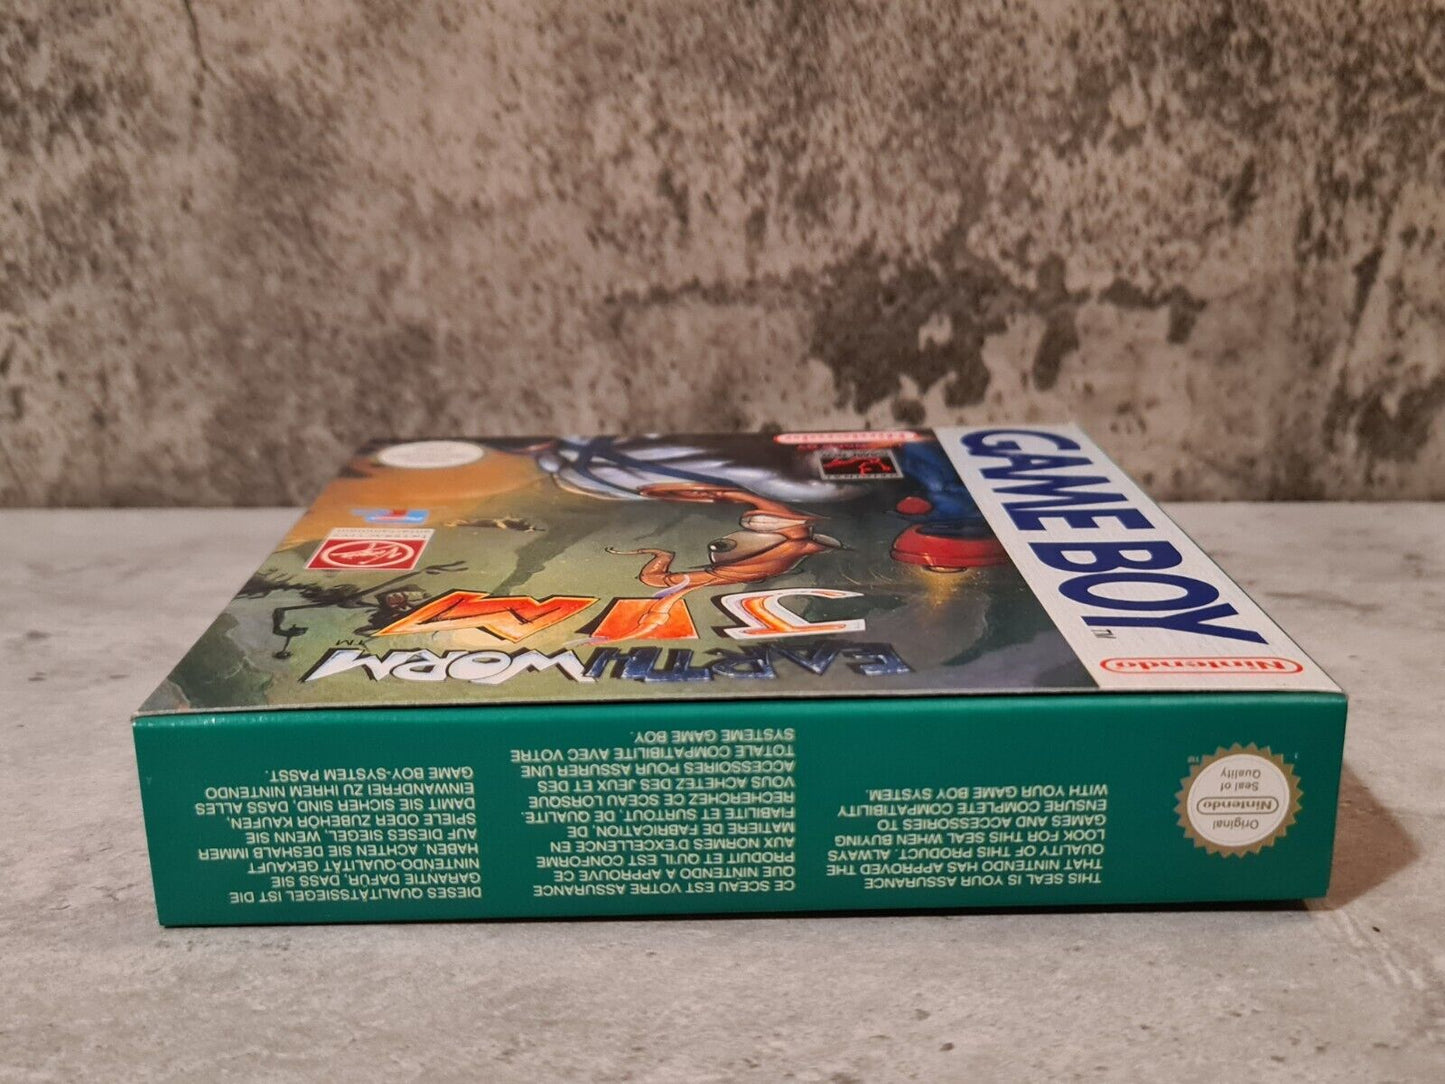 GAME BOY
TM
Nintendo
EARTHWORM
JIM
TM
Virgin
Nintendo
Original
Nintendo
Seal of
Quality
THIS SEAL IS YOUR ASSURANCE
THAT NINTENDO HAS APPROVED THE
QUALITY OF THIS PRODUCT. ALWAYS
LOOK FOR THIS SEAL WHEN BUYING
GAMES AND ACCESSORIES TO
ENSURE COMPLETE COMPATIBILITY
WITH YOUR GAME BOY SYSTEM.
CE SCEAU EST VOTRE ASSURANCE
QUE NINTENDO A APPROUVE CE
PRODUIT ET QU'IL EST CONFORME
AUX NORMES D'EXCELLENCE EN
MATIERE DE FABRICATION, DE
FIABILITE ET SURTOUT, DE QUALITE.
RECHERCHEZ CE SCEAU LORSQUE
VOUS ACHETEZ DES JEUX ET DES
ACCESSOIRES POUR ASSURER UNE
TOTALE COMPATIBILITE AVEC VOTRE
SYSTEME GAME BOY.
DIESES QUALITÄTSSIEGEL IST DIE
GARANTIE DAFÜR, DASS SIE
NINTENDO-QUALITÄT GEKAUFT
HABEN. ACHTEN SIE DESHALB IMMER
AUF DIESES SIEGEL, WENN SIE
SPIELE ODER ZUBEHÖR KAUFEN,
DAMIT SIE SICHER SIND, DASS ALLES
EINWANDFREI ZU IHREM NINTENDO
GAME BOY-SYSTEM PASST.